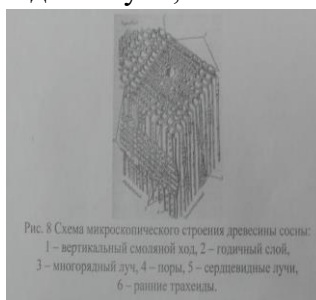 Рис. 8 Схема микроскопического строения древесины сосны:
1 – вертикальный смоляной ход, 2 – годичный слой,
3 – многорядный луч, 4 – поры, 5 – сердцевидные лучи,
6 – ранние трахеиды.